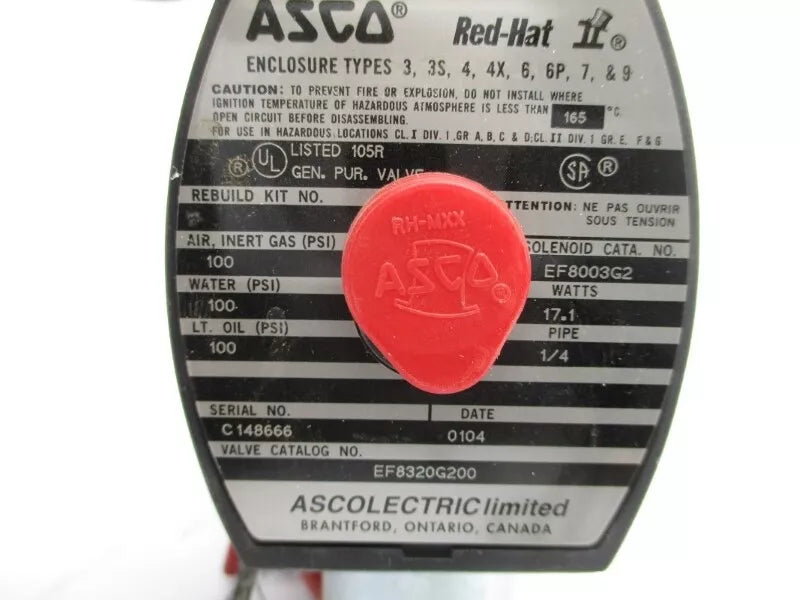 ASCO® Red-Hat II®
ENCLOSURE TYPES 3, 3S, 4, 4X, 6, 6P, 7, & 9
CAUTION: TO PREVENT FIRE OR EXPLOSION, DO NOT INSTALL WHERE
IGNITION TEMPERATURE OF HAZARDOUS ATMOSPHERE IS LESS THAN 165 °C
OPEN CIRCUIT BEFORE DISASSEMBLING.
FOR USE IN HAZARDOUS LOCATIONS CL.I DIV.1,GR A,B,C & D;CL.II DIV.1 GR.E, F&G
® UL LISTED 105R
GEN. PUR. VALVE
SA ®
REBUILD KIT NO.
ATTENTION: NE PAS OUVRIR
SOUS TENSION
RH-MXX
ASCO®
AIR, INERT GAS (PSI) SOLENOID CATA. NO.
100 EF8003G2
WATER (PSI) WATTS
100 17.1
LT. OIL (PSI) PIPE
100 1/4
SERIAL NO. DATE
C148666 0104
VALVE CATALOG NO.
EF8320G200
ASCOLECTRIC limited
BRANTFORD, ONTARIO, CANADA